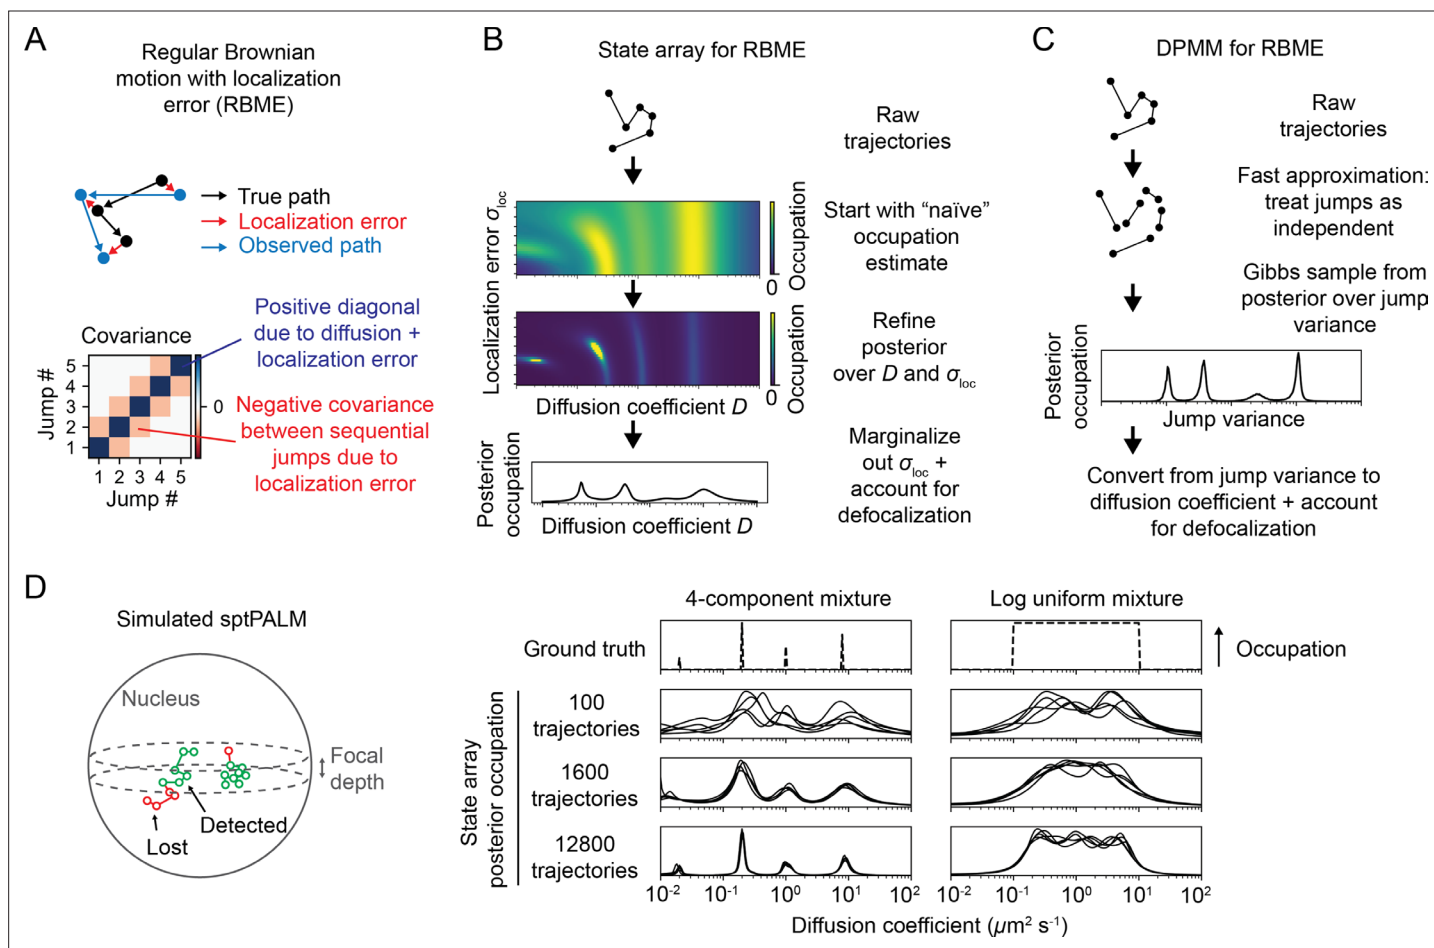 A
Regular Brownian
motion with localization
error (RBME)
True path
Localization error
Observed path
Covariance
Positive diagonal
due to diffusion +
localization error
Negative covariance
between sequential
jumps due to
localization error
Jump #
5
4
3
2
1
0
1 2 3 4 5
Jump #
B
State array for RBME
Raw
trajectories
Localization error σloc
Occupation
0
Start with “naïve”
occupation
estimate
Occupation
0
Refine
posterior
over D and σloc
Diffusion coefficient D
Marginalize
out σloc +
account for
defocalization
Posterior
occupation
Diffusion coefficient D
C
DPMM for RBME
Raw
trajectories
Fast approximation:
treat jumps as
independent
Gibbs sample from
posterior over jump
variance
Posterior
occupation
Jump variance
Convert from jump variance to
diffusion coefficient + account
for defocalization
D
Simulated sptPALM
Nucleus
Focal
depth
Detected
Lost
4-component mixture
Log uniform mixture
Ground truth
Occupation
State array
posterior occupation
100
trajectories
1600
trajectories
12800
trajectories
10-2 10-1 100 101 102
10-2 10-1 100 101 102
Diffusion coefficient (μm2 s-1)